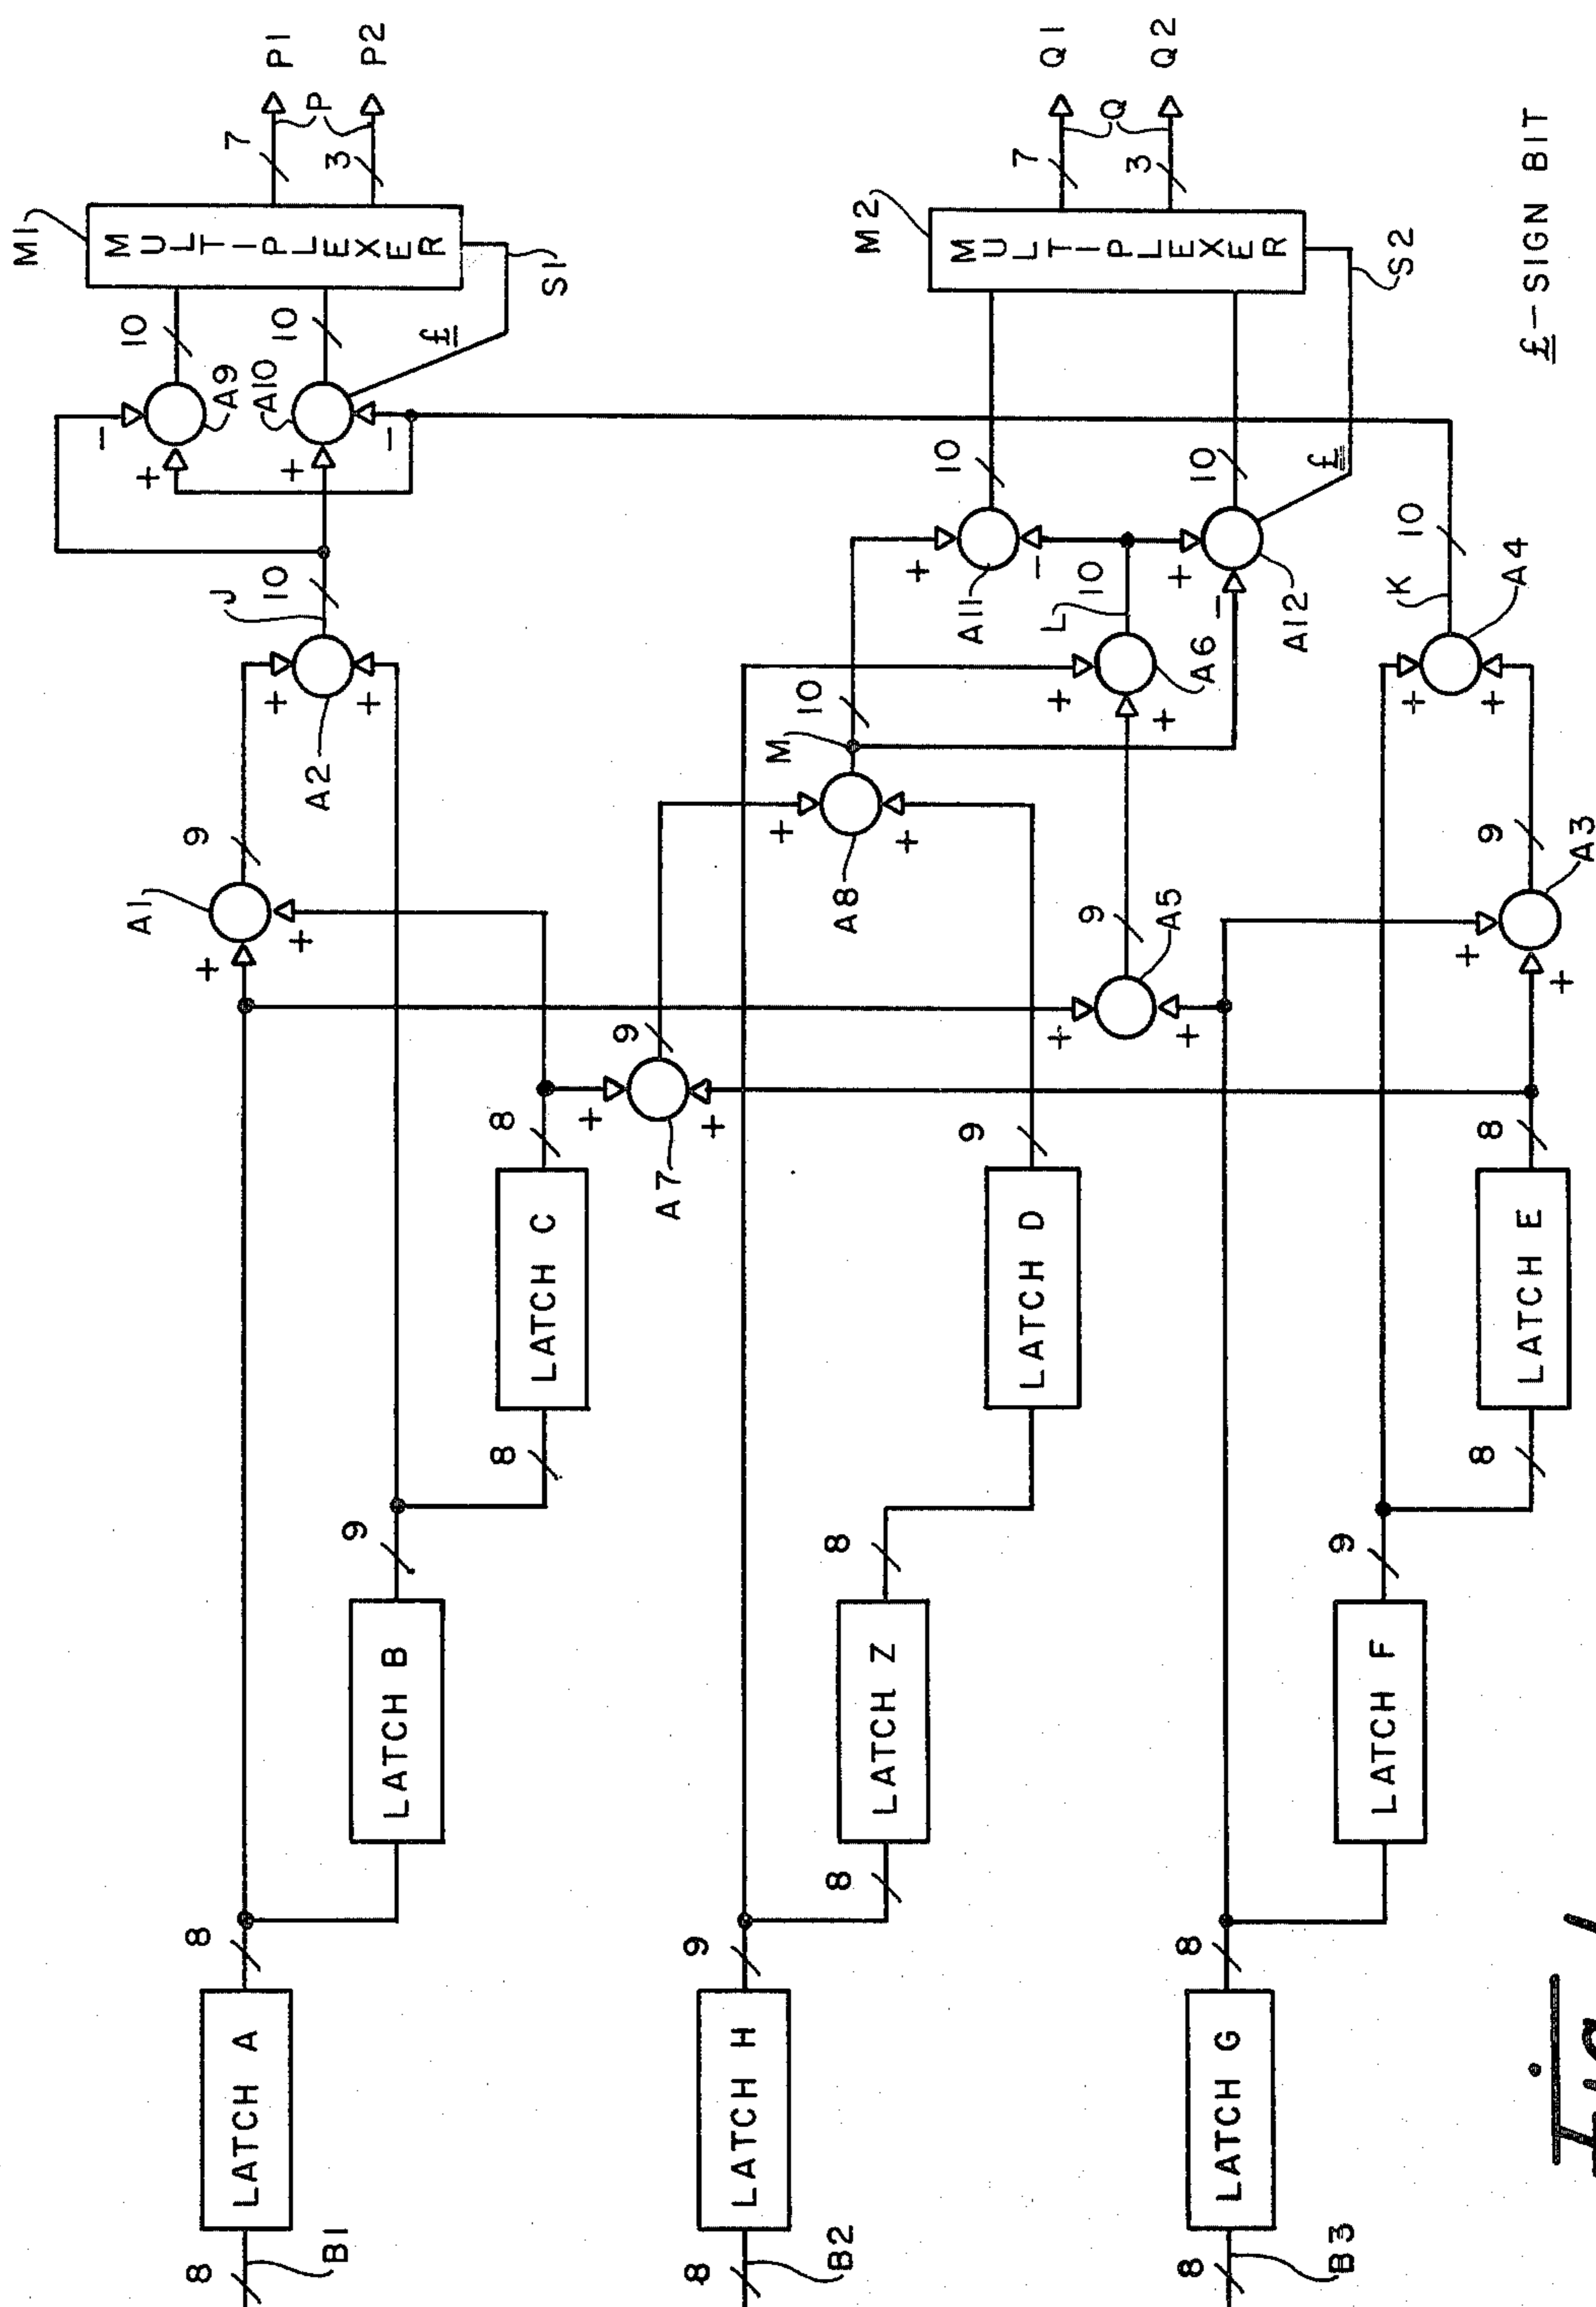 M1
S1
MULTIPLEXER
8
LATCH A
8
A1
9
10
A9
7
P1
B1
A2
J
10
A10
10
£
P
3
P2
LATCH B
9
+
+
+
+
+
-
+
-
8
LATCH C
8
+
+
A7
9
8
LATCH H
9
B2
M
10
8
LATCH Z
8
A8
+
+
+
M2
MULTIPLEXER
10
A11
-
7
Q1
9
LATCH D
L
10
Q
3
Q2
+
+
9
A5
+
+
A6
+
-
10
A12
8
LATCH G
8
B3
£
S2
LATCH F
9
K
10
+
+
A4
8
LATCH E
8
+
+
9
A3
£-SIGN BIT